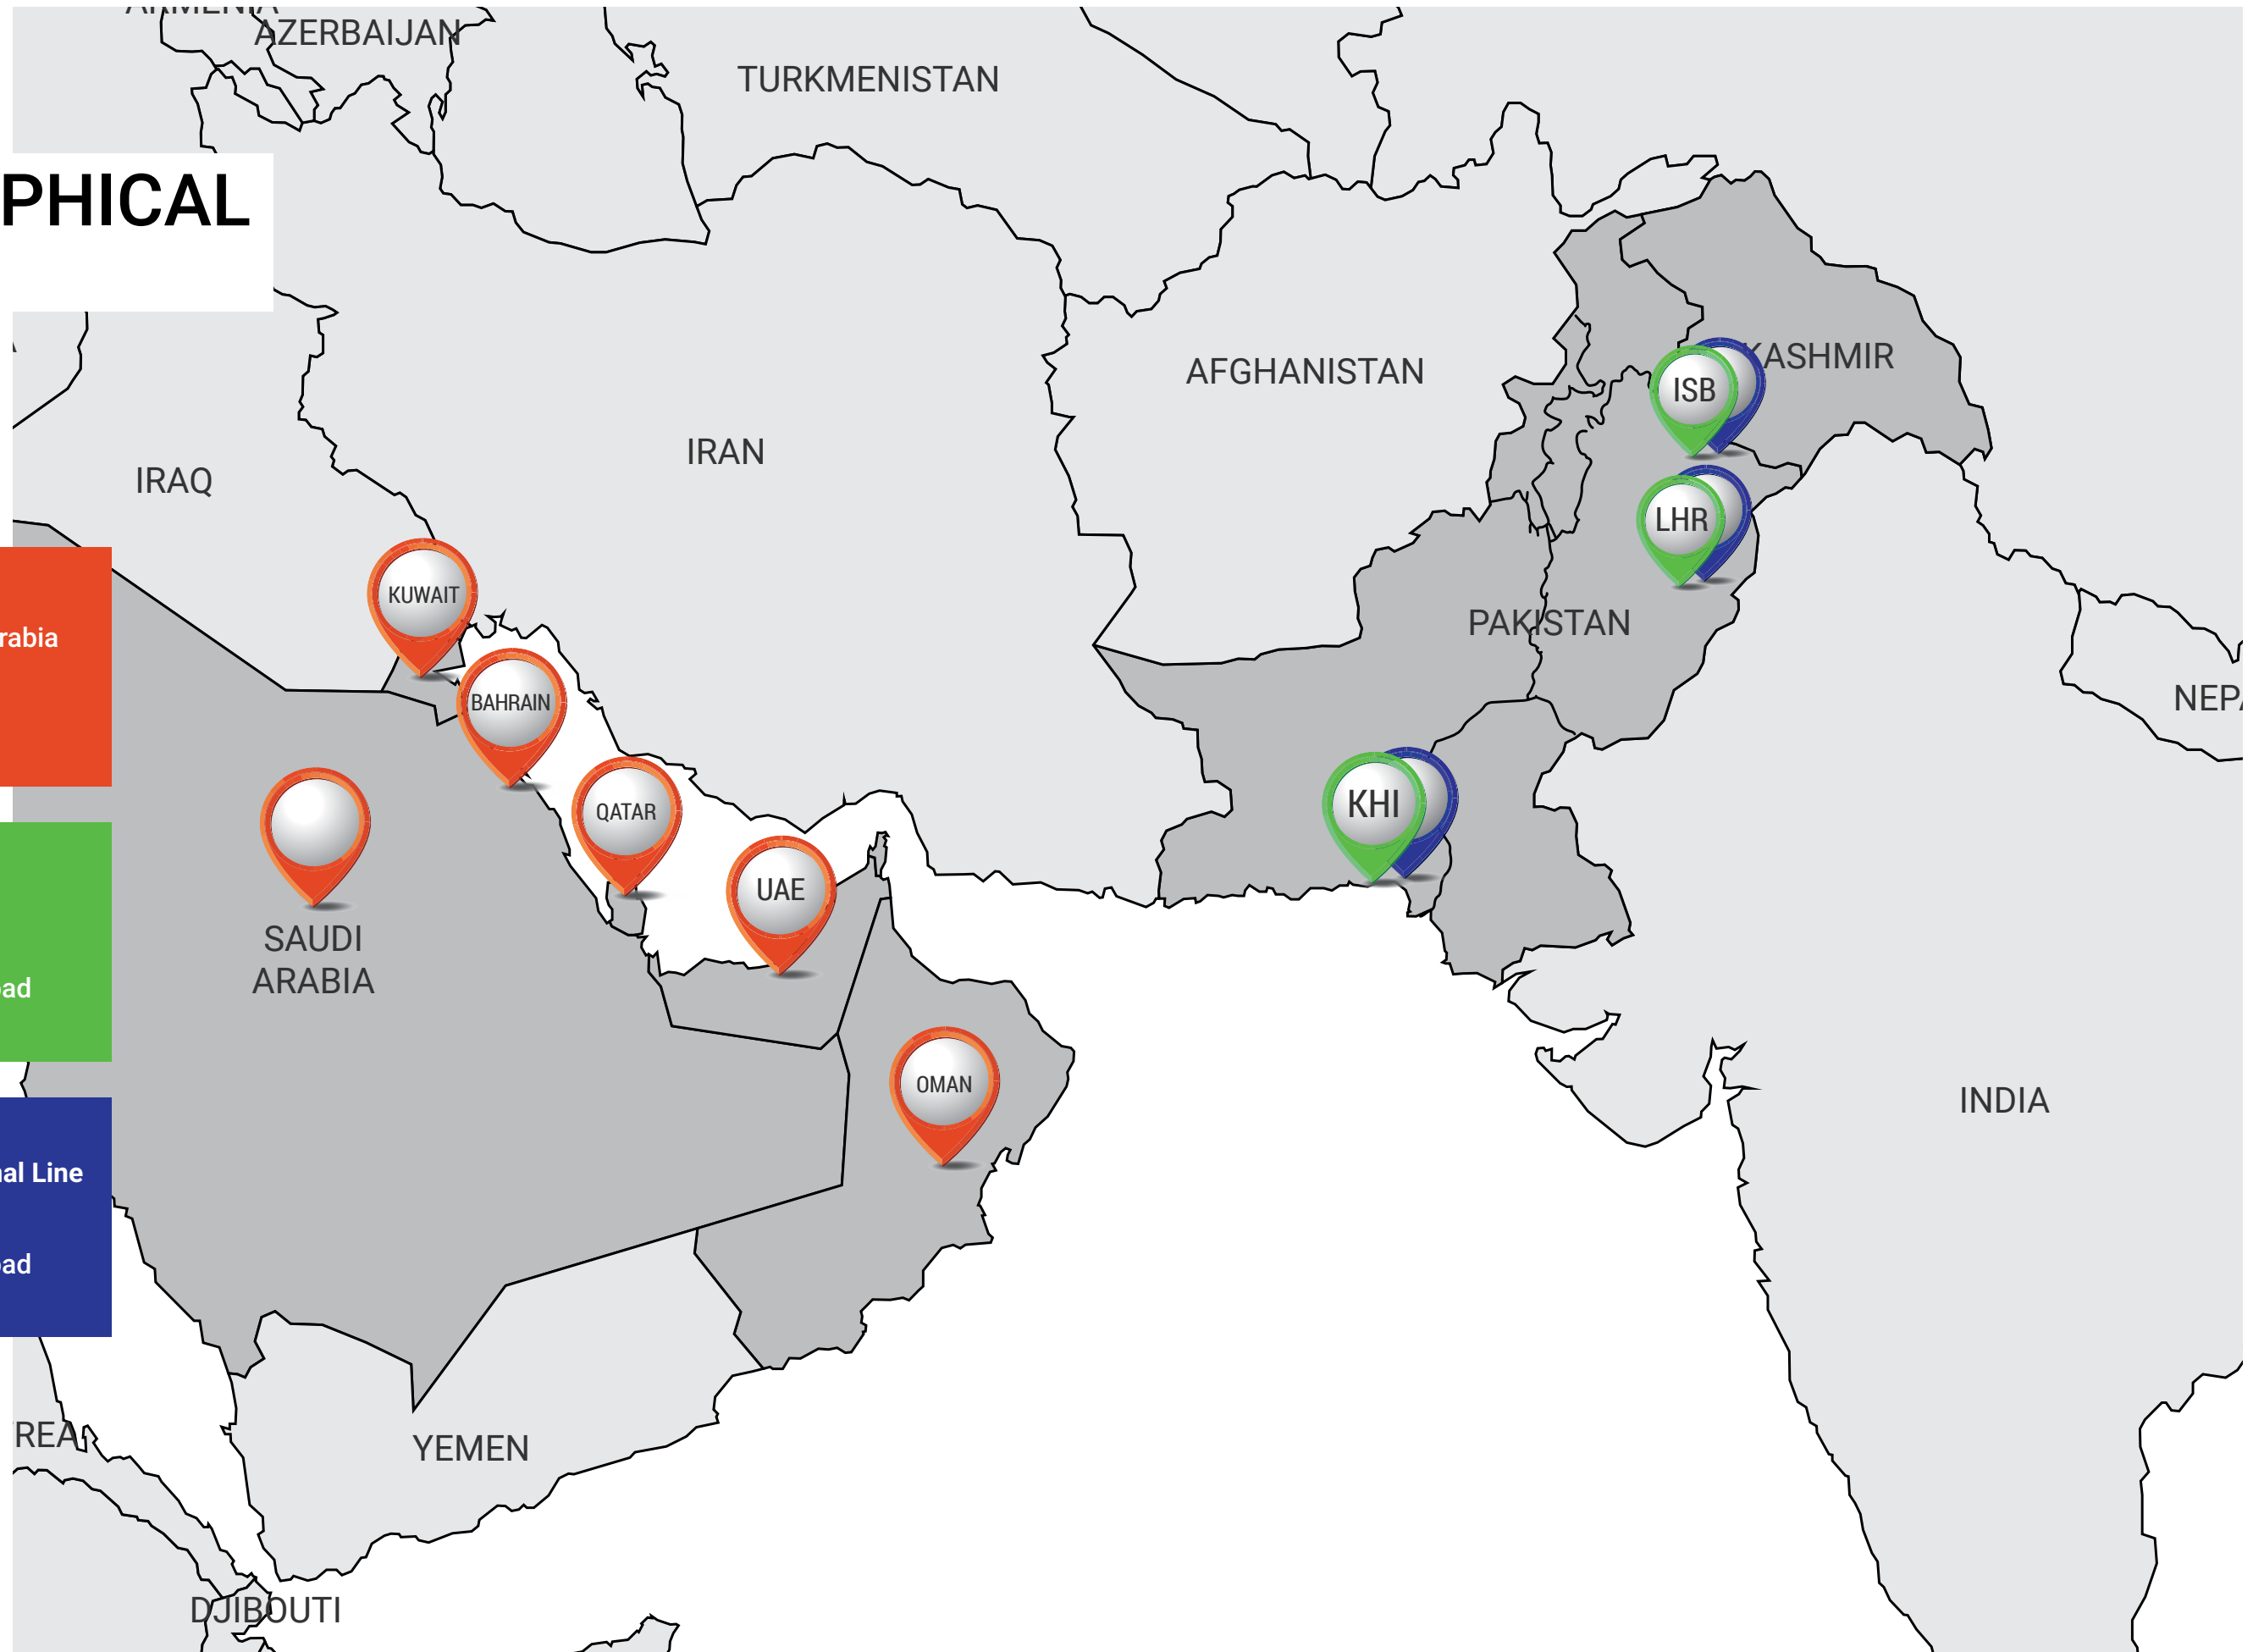 AZERBAIJAN
TURKMENISTAN
PHICAL
KASHMIR
AFGHANISTAN
ISB
IRAN
IRAQ
LHR
KUWAIT
rabia
PAKISTAN
BAHRAIN
NEPA
KHI
QATAR
UAE
SAUDI
ARABIA
ad
OMAN
INDIA
al Line
ad
REA
YEMEN
DJIBOUTI